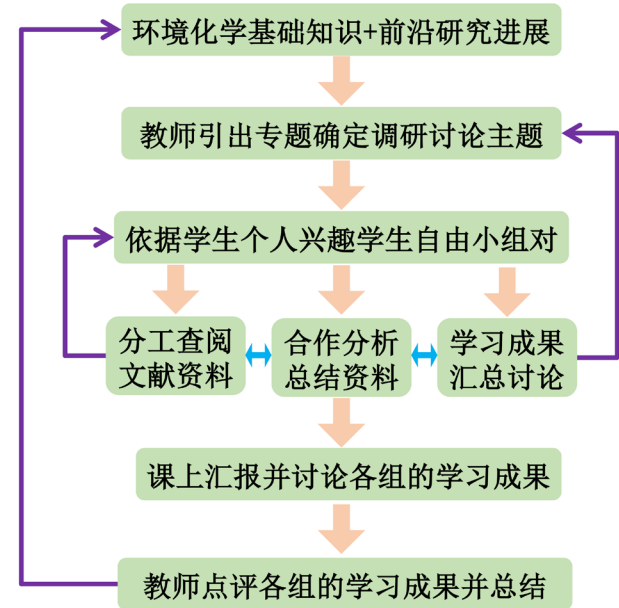 环境化学基础知识+前沿研究进展
教师引出专题确定调研讨论主题
依据学生个人兴趣学生自由小组对
分工查阅
文献资料
合作分析
总结资料
学习成果
汇总讨论
课上汇报并讨论各组的学习成果
教师点评各组的学习成果并总结